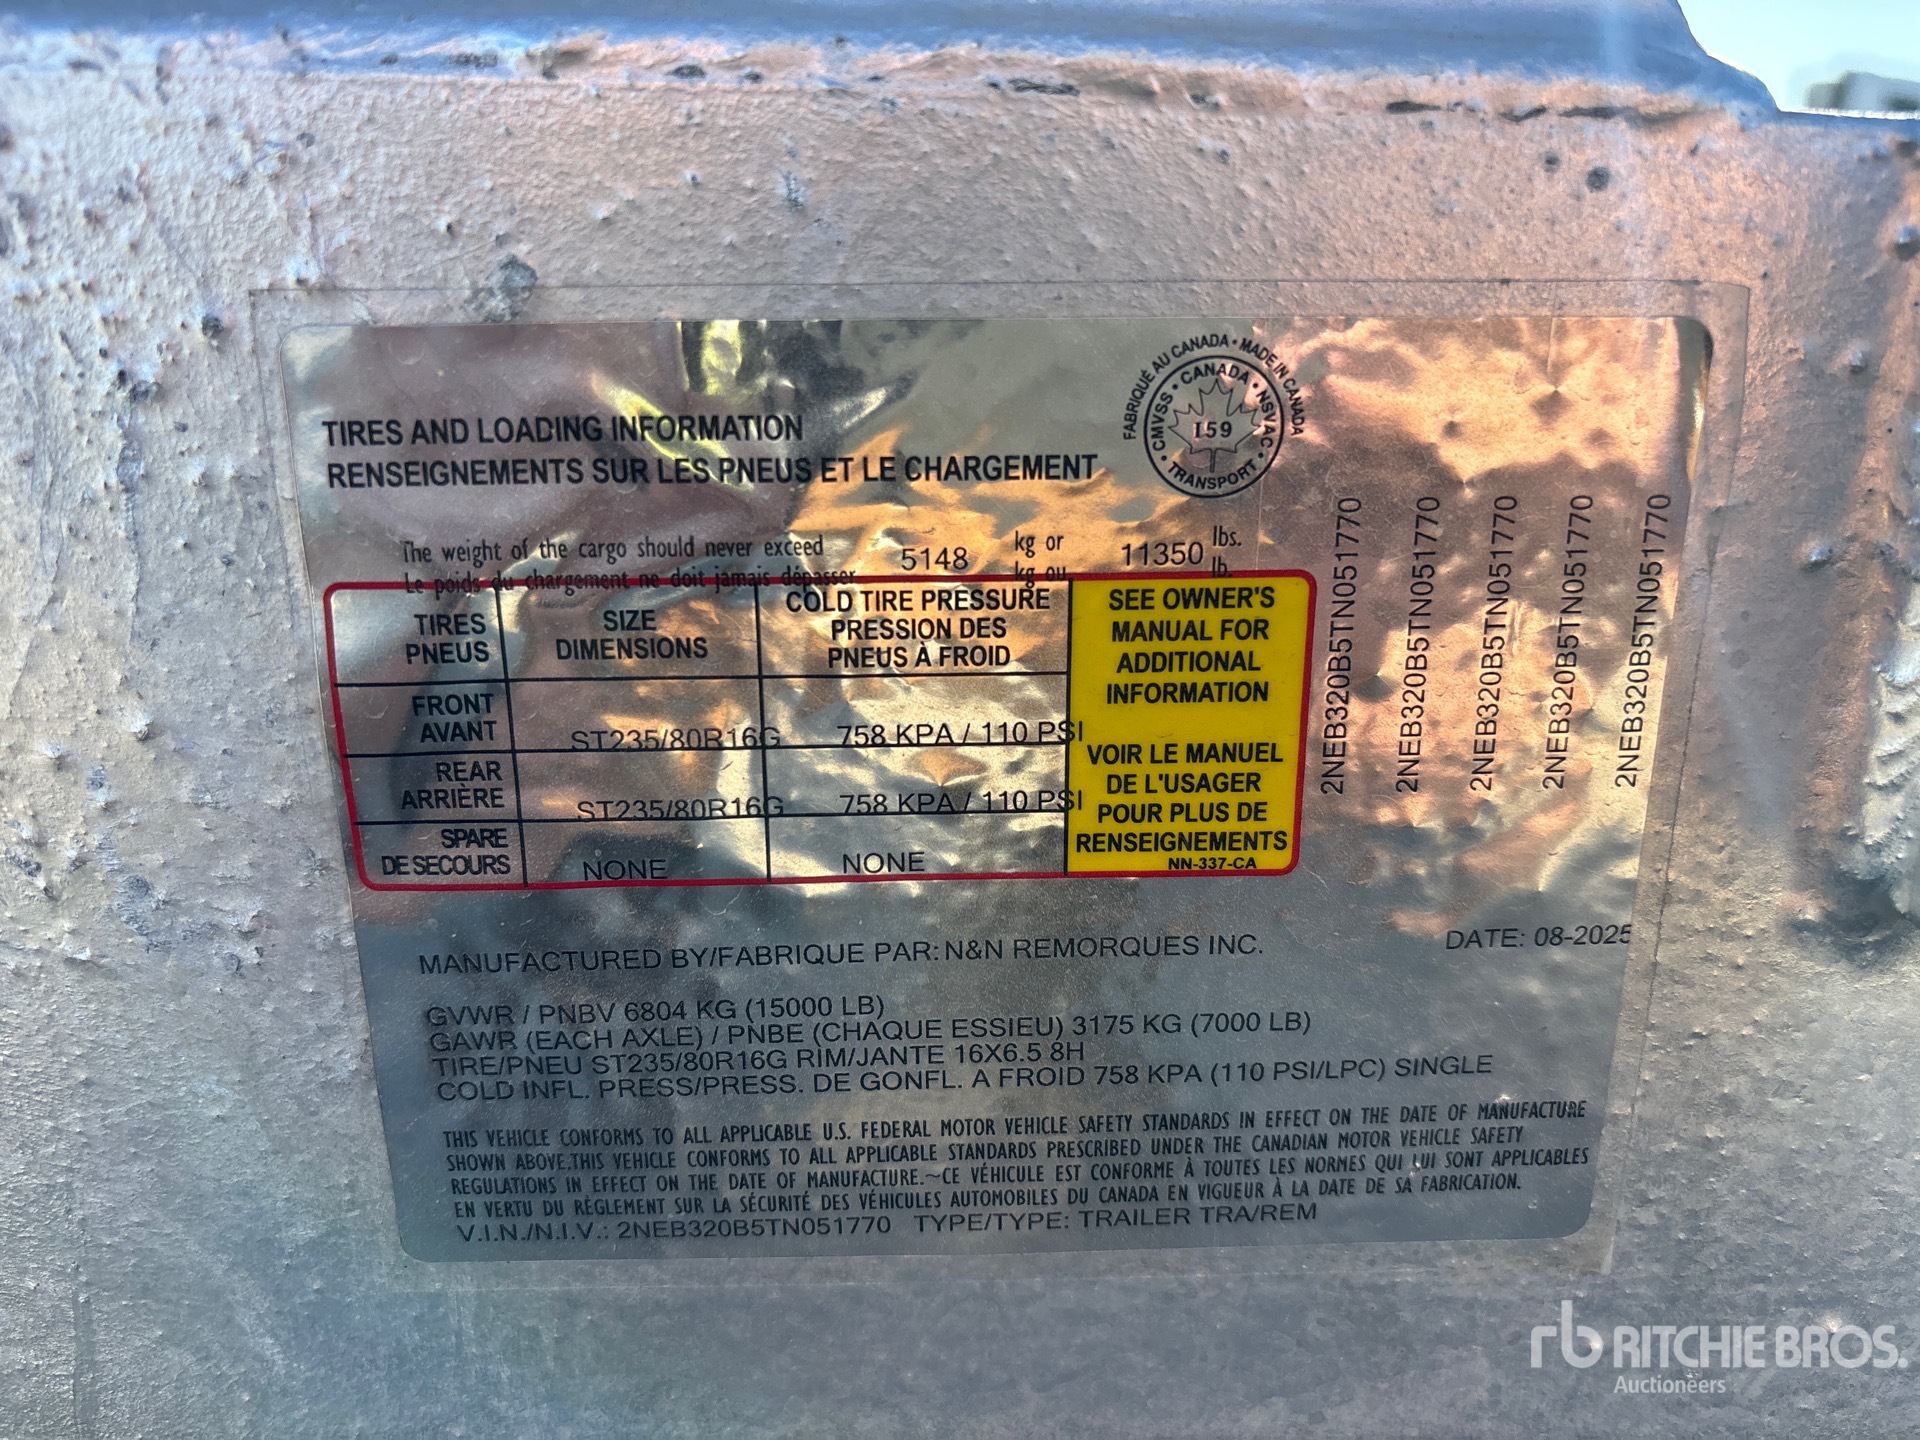 FABRIQUÉ AU CANADA • MADE IN CANADA
CMVSS • CANADA • NSVAC • TRANSPORT •
159
TIRES AND LOADING INFORMATION
RENSEIGNEMENTS SUR LES PNEUS ET LE CHARGEMENT
The weight of the cargo should never exceed 5148 kg or 11350 lbs.
Le poids du chargement ne doit jamais dépasser kg ou lb.
TIRES
PNEUS
SIZE
DIMENSIONS
COLD TIRE PRESSURE
PRESSION DES
PNEUS À FROID
FRONT
AVANT
ST235/80R16G
758 KPA / 110 PSI
REAR
ARRIÈRE
ST235/80R16G
758 KPA / 110 PSI
SPARE
DE SECOURS
NONE
NONE
SEE OWNER'S
MANUAL FOR
ADDITIONAL
INFORMATION
VOIR LE MANUEL
DE L'USAGER
POUR PLUS DE
RENSEIGNEMENTS
NN-337-CA
2NEB320B5TN051770
2NEB320B5TN051770
2NEB320B5TN051770
2NEB320B5TN051770
2NEB320B5TN051770
MANUFACTURED BY/FABRIQUE PAR: N&N REMORQUES INC.
DATE: 08-2025
GVWR / PNBV 6804 KG (15000 LB)
GAWR (EACH AXLE) / PNBE (CHAQUE ESSIEU) 3175 KG (7000 LB)
TIRE/PNEU ST235/80R16G RIM/JANTE 16X6.5 8H
COLD INFL. PRESS/PRESS. DE GONFL. A FROID 758 KPA (110 PSI/LPC) SINGLE
THIS VEHICLE CONFORMS TO ALL APPLICABLE U.S. FEDERAL MOTOR VEHICLE SAFETY STANDARDS IN EFFECT ON THE DATE OF MANUFACTURE
SHOWN ABOVE.THIS VEHICLE CONFORMS TO ALL APPLICABLE STANDARDS PRESCRIBED UNDER THE CANADIAN MOTOR VEHICLE SAFETY
REGULATIONS IN EFFECT ON THE DATE OF MANUFACTURE.~CE VÉHICULE EST CONFORME À TOUTES LES NORMES QUI LUI SONT APPLICABLES
EN VERTU DU RÈGLEMENT SUR LA SÉCURITÉ DES VÉHICULES AUTOMOBILES DU CANADA EN VIGUEUR À LA DATE DE SA FABRICATION.
V.I.N./N.I.V.: 2NEB320B5TN051770 TYPE/TYPE: TRAILER TRA/REM
rb RITCHIE BROS.
Auctioneers